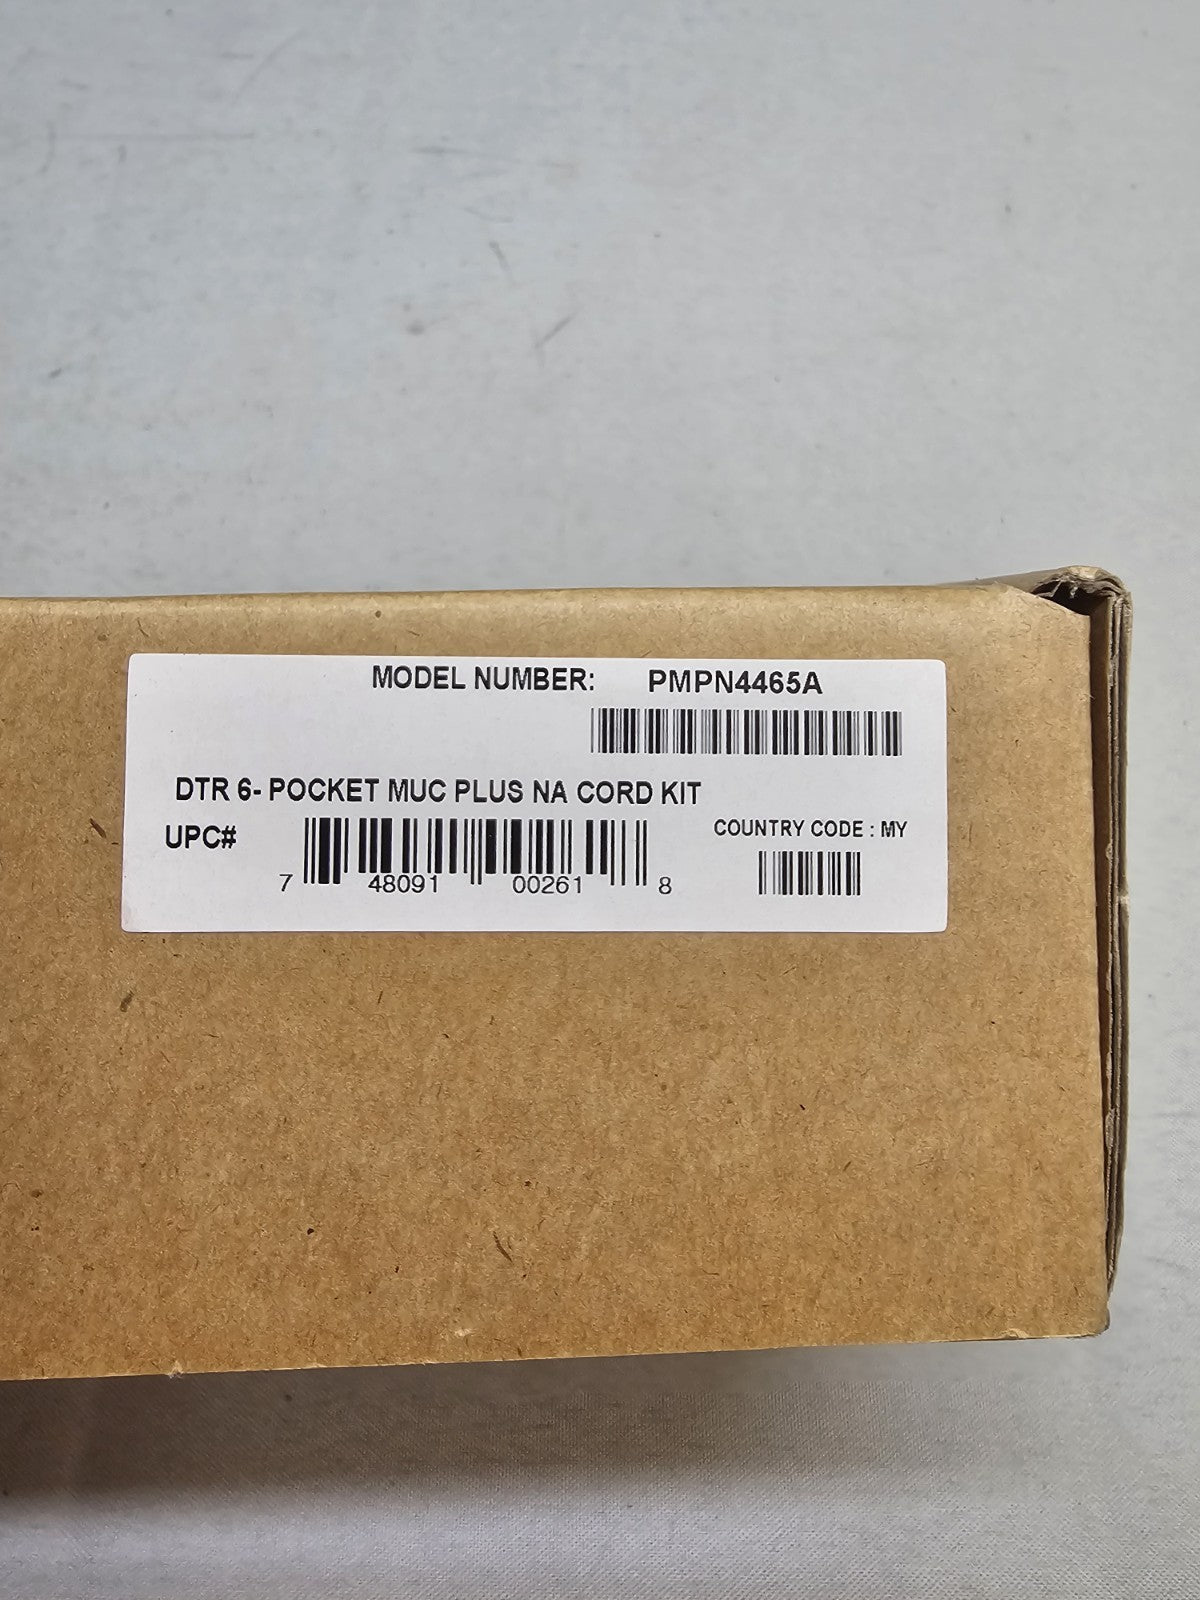 MODEL NUMBER: PMPN4465A
DTR 6- POCKET MUC PLUS NA CORD KIT
UPC#
7 48091 00261 8
COUNTRY CODE : MY